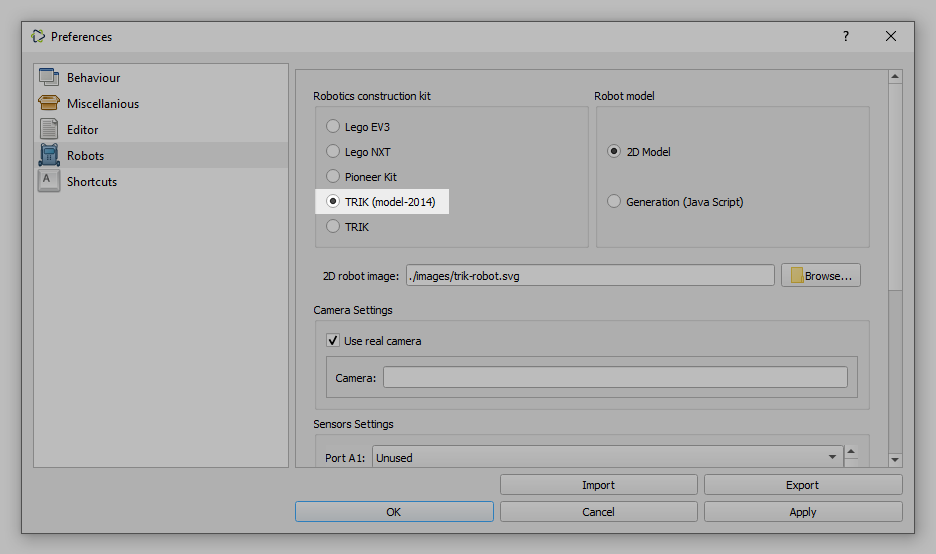 Preferences
?
Behaviour
Miscellanious
Editor
Robots
A
Shortcuts
Robotics construction kit
Lego EV3
Lego NXT
Pioneer Kit
TRIK (model-2014)
TRIK
Robot model
2D Model
Generation (Java Script)
2D robot image: ./images/trik-robot.svg Browse...
Camera Settings
Use real camera
Camera:
Sensors Settings
Port A1: Unused
Import Export
OK Cancel Apply